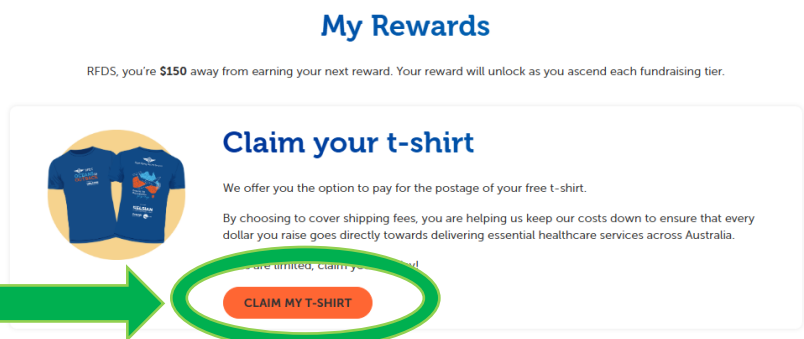 My Rewards
RFDS, you're $150 away from earning your next reward. Your reward will unlock as you ascend each fundraising tier.
Claim your t-shirt
We offer you the option to pay for the postage of your free t-shirt.
By choosing to cover shipping fees, you are helping us keep our costs down to ensure that every
dollar you raise goes directly towards delivering essential healthcare services across Australia.
are limited, claim
CLAIM MY T-SHIRT